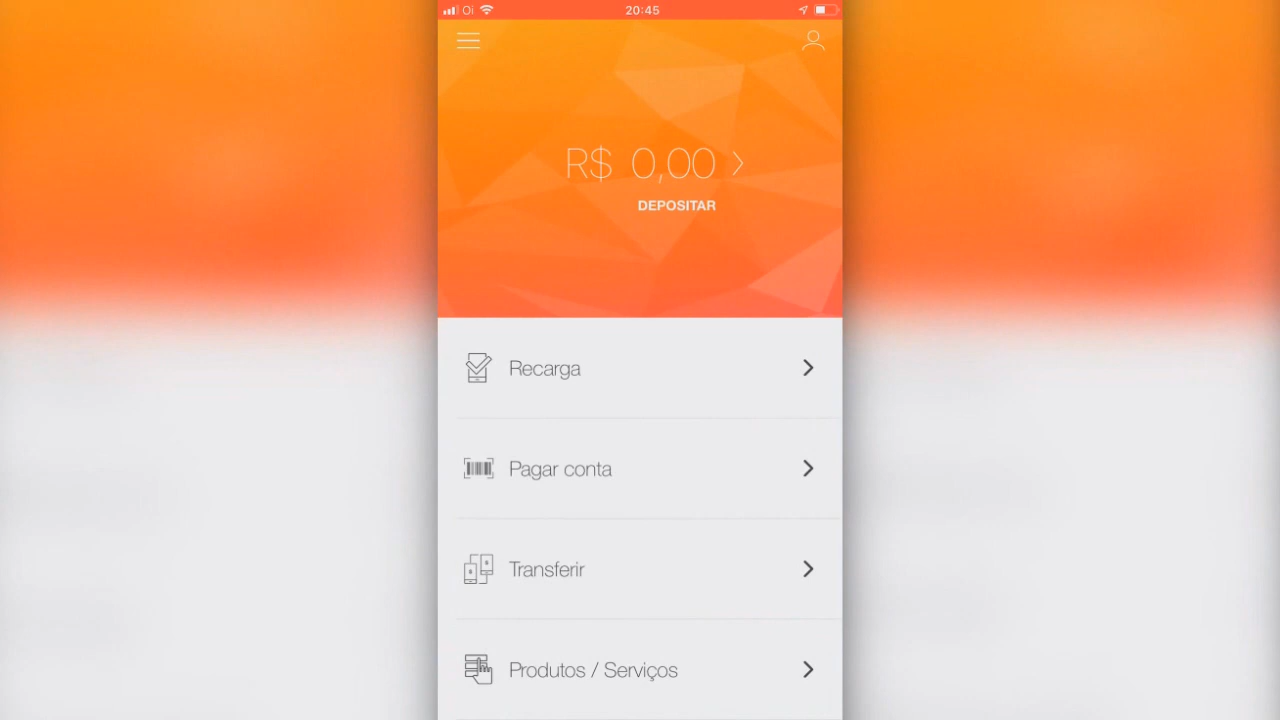 Oi 20:45
R$ 0,00
DEPOSITAR
Recarga
Pagar conta
Transferir
Produtos / Serviços